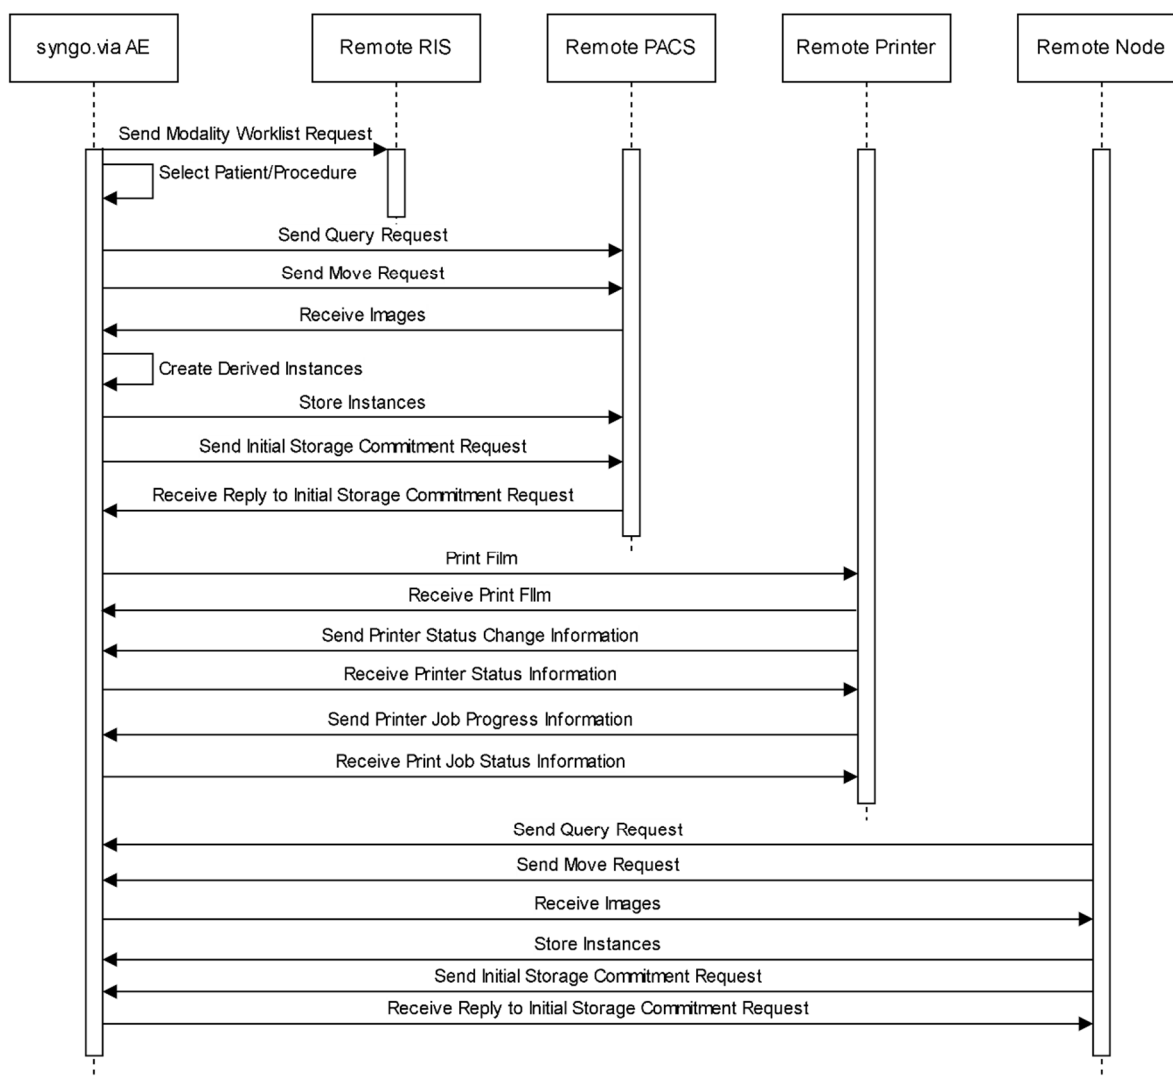 syngo.via AE
Remote RIS
Remote PACS
Remote Printer
Remote Node
Send Modality Worklist Request
Select Patient/Procedure
Send Query Request
Send Move Request
Receive Images
Create Derived Instances
Store Instances
Send Initial Storage Commitment Request
Receive Reply to Initial Storage Commitment Request
Print Film
Receive Print FIlm
Send Printer Status Change Information
Receive Printer Status Information
Send Printer Job Progress Information
Receive Print Job Status Information
Send Query Request
Send Move Request
Receive Images
Store Instances
Send Initial Storage Commitment Request
Receive Reply to Initial Storage Commitment Request